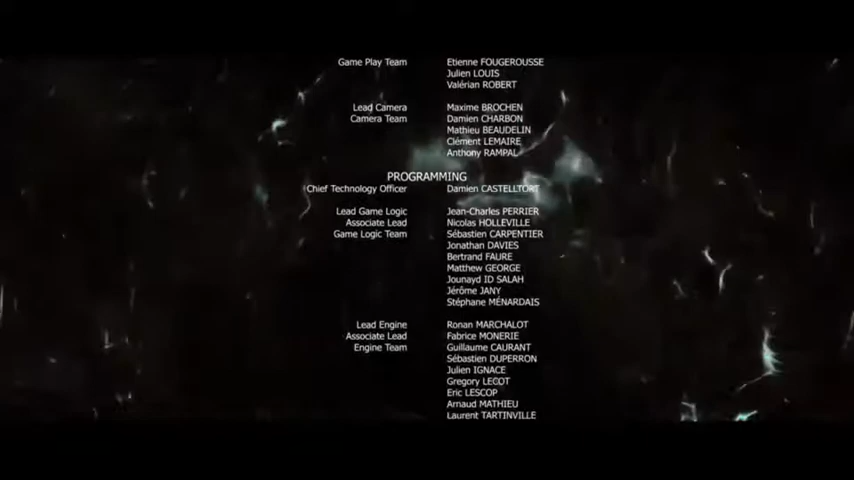 Game Play Team Etienne FOUGEROUSSE
Julien LOUIS
Valérian ROBERT
Lead Camera Maxime BROCHEN
Camera Team Damien CHARBON
Mathieu BEAUDELIN
Clément LEMAIRE
Anthony RAMPAL
PROGRAMMING
Chief Technology Officer Damien CASTELLTORT
Lead Game Logic Jean-Charles PERRIER
Associate Lead Nicolas HOLLEVILLE
Game Logic Team Sébastien CARPENTIER
Jonathan DAVIES
Bertrand FAURE
Matthew GEORGE
Jounayd ID SALAH
Jérôme JANY
Stéphane MÉNARDAIS
Lead Engine Ronan MARCHALOT
Associate Lead Fabrice MONERIE
Engine Team Guillaume CAURANT
Sébastien DUPERRON
Julien IGNACE
Gregory LECOT
Eric LESCOP
Arnaud MATHIEU
Laurent TARTINVILLE